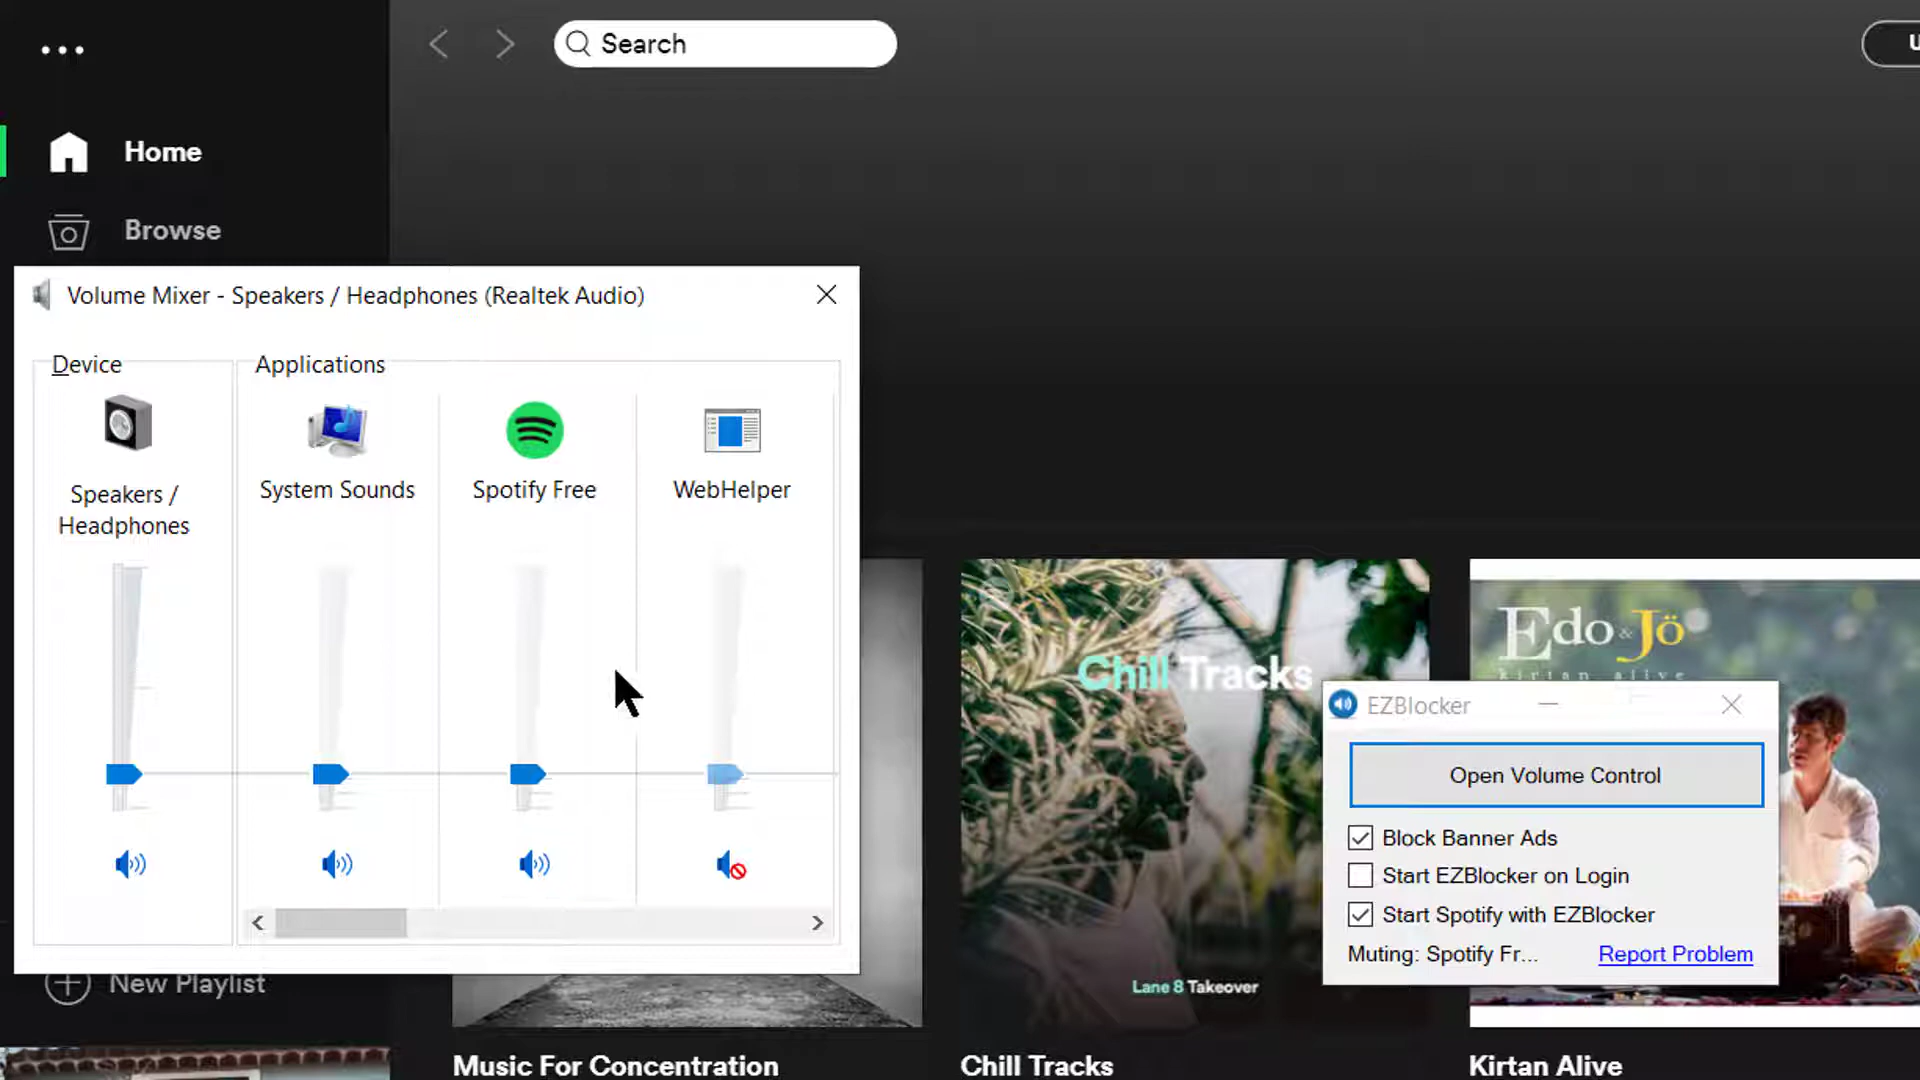 Search
U
Home
Browse
Volume Mixer - Speakers / Headphones (Realtek Audio)
Device
Applications
Speakers /
Headphones
System Sounds
Spotify Free
WebHelper
New Playlist
Chill Tracks
Lane 8 Takeover
Edo & Jö
kirtan alive
EZBlocker
Open Volume Control
Block Banner Ads
Start EZBlocker on Login
Start Spotify with EZBlocker
Muting: Spotify Fr...
Report Problem
Music For Concentration
Chill Tracks
Kirtan Alive